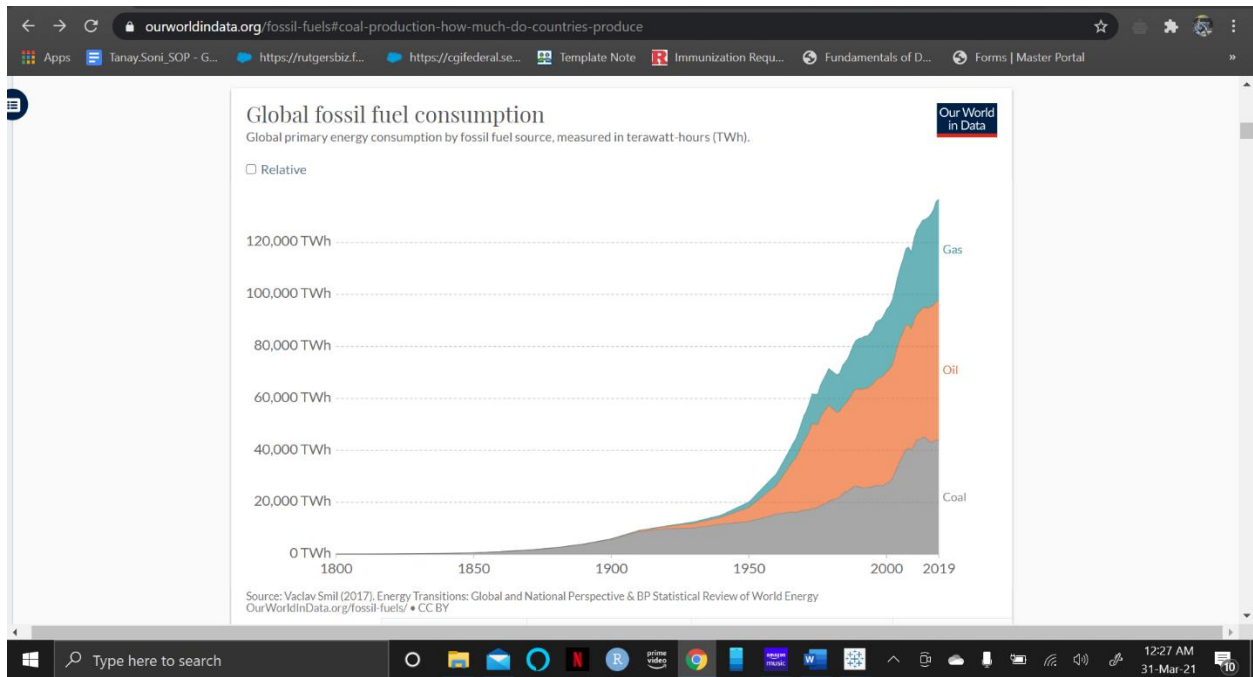 ourworldindata.org/fossil-fuels#coal-production-how-much-do-countries-produce
Apps Tanay.Soni_SOP - G... https://rutgersbiz.f... https://cgifederal.se... Template Note Immunization Requ... Fundamentals of D... Forms | Master Portal »
Global fossil fuel consumption
Global primary energy consumption by fossil fuel source, measured in terawatt-hours (TWh).
Our World
in Data
Relative
120,000 TWh
Gas
100,000 TWh
80,000 TWh
Oil
60,000 TWh
40,000 TWh
20,000 TWh
Coal
0 TWh
1800 1850 1900 1950 2000 2019
Source: Vaclav Smil (2017). Energy Transitions: Global and National Perspective & BP Statistical Review of World Energy
OurWorldInData.org/fossil-fuels/ • CC BY
Type here to search
prime
video
amazon
music
12:27 AM
31-Mar-21
10